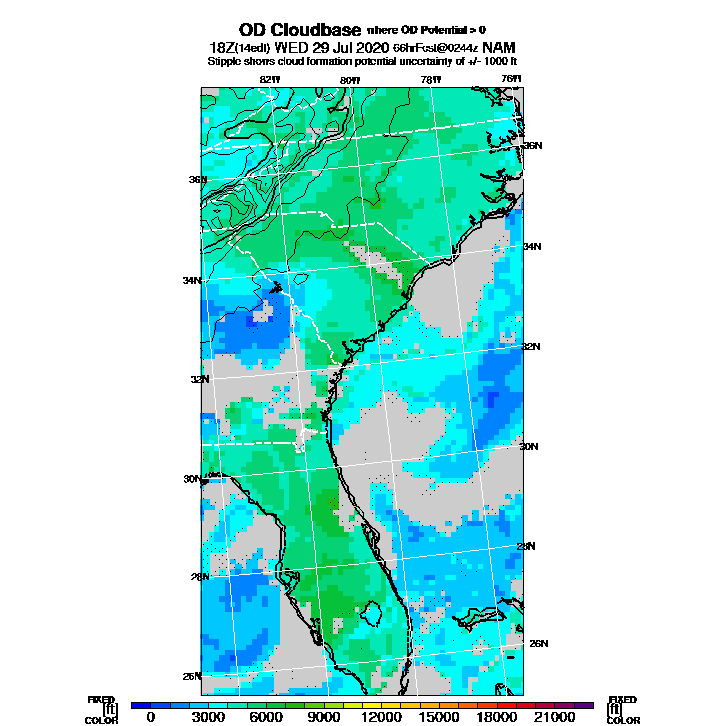 OD Cloudbase where OD Potential > 0
18Z(14edt) WED 29 Jul 2020 66hrFcst@0244z NAM
Stipple shows cloud formation potential uncertainty of +/- 1000 ft
82W 80W 78W 76W
36N
36N
34N
34N
32N
32N
30N
30N
28N
28N
26N
26N
FIXED FIXED
[ft] 0 3000 6000 9000 12000 15000 18000 21000 [ft]
COLOR COLOR